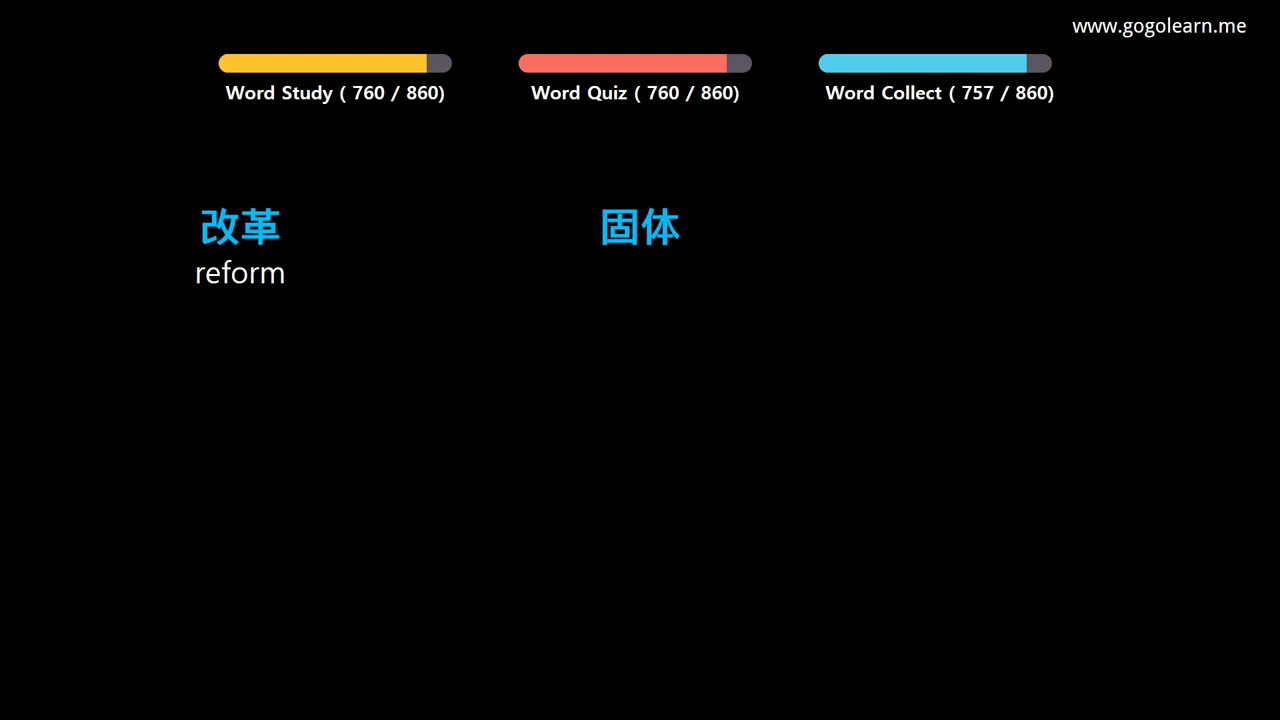 www.gogolearn.me
Word Study ( 760 / 860)
Word Quiz ( 760 / 860)
Word Collect ( 757 / 860)
改革
固体
reform